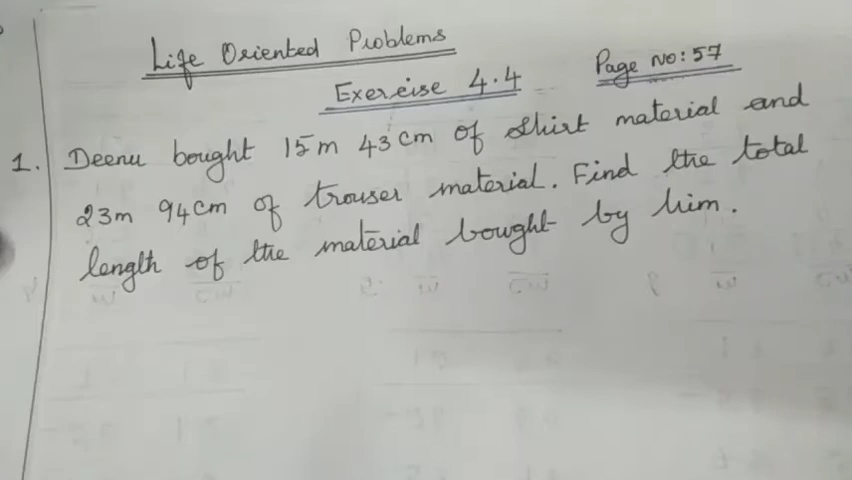 Life Oriented Problems
Exercise 4.4 Page No: 57
1. Deenu bought 15m 43cm of shirt material and
23m 94cm of trouser material. Find the total
length of the material bought by him.